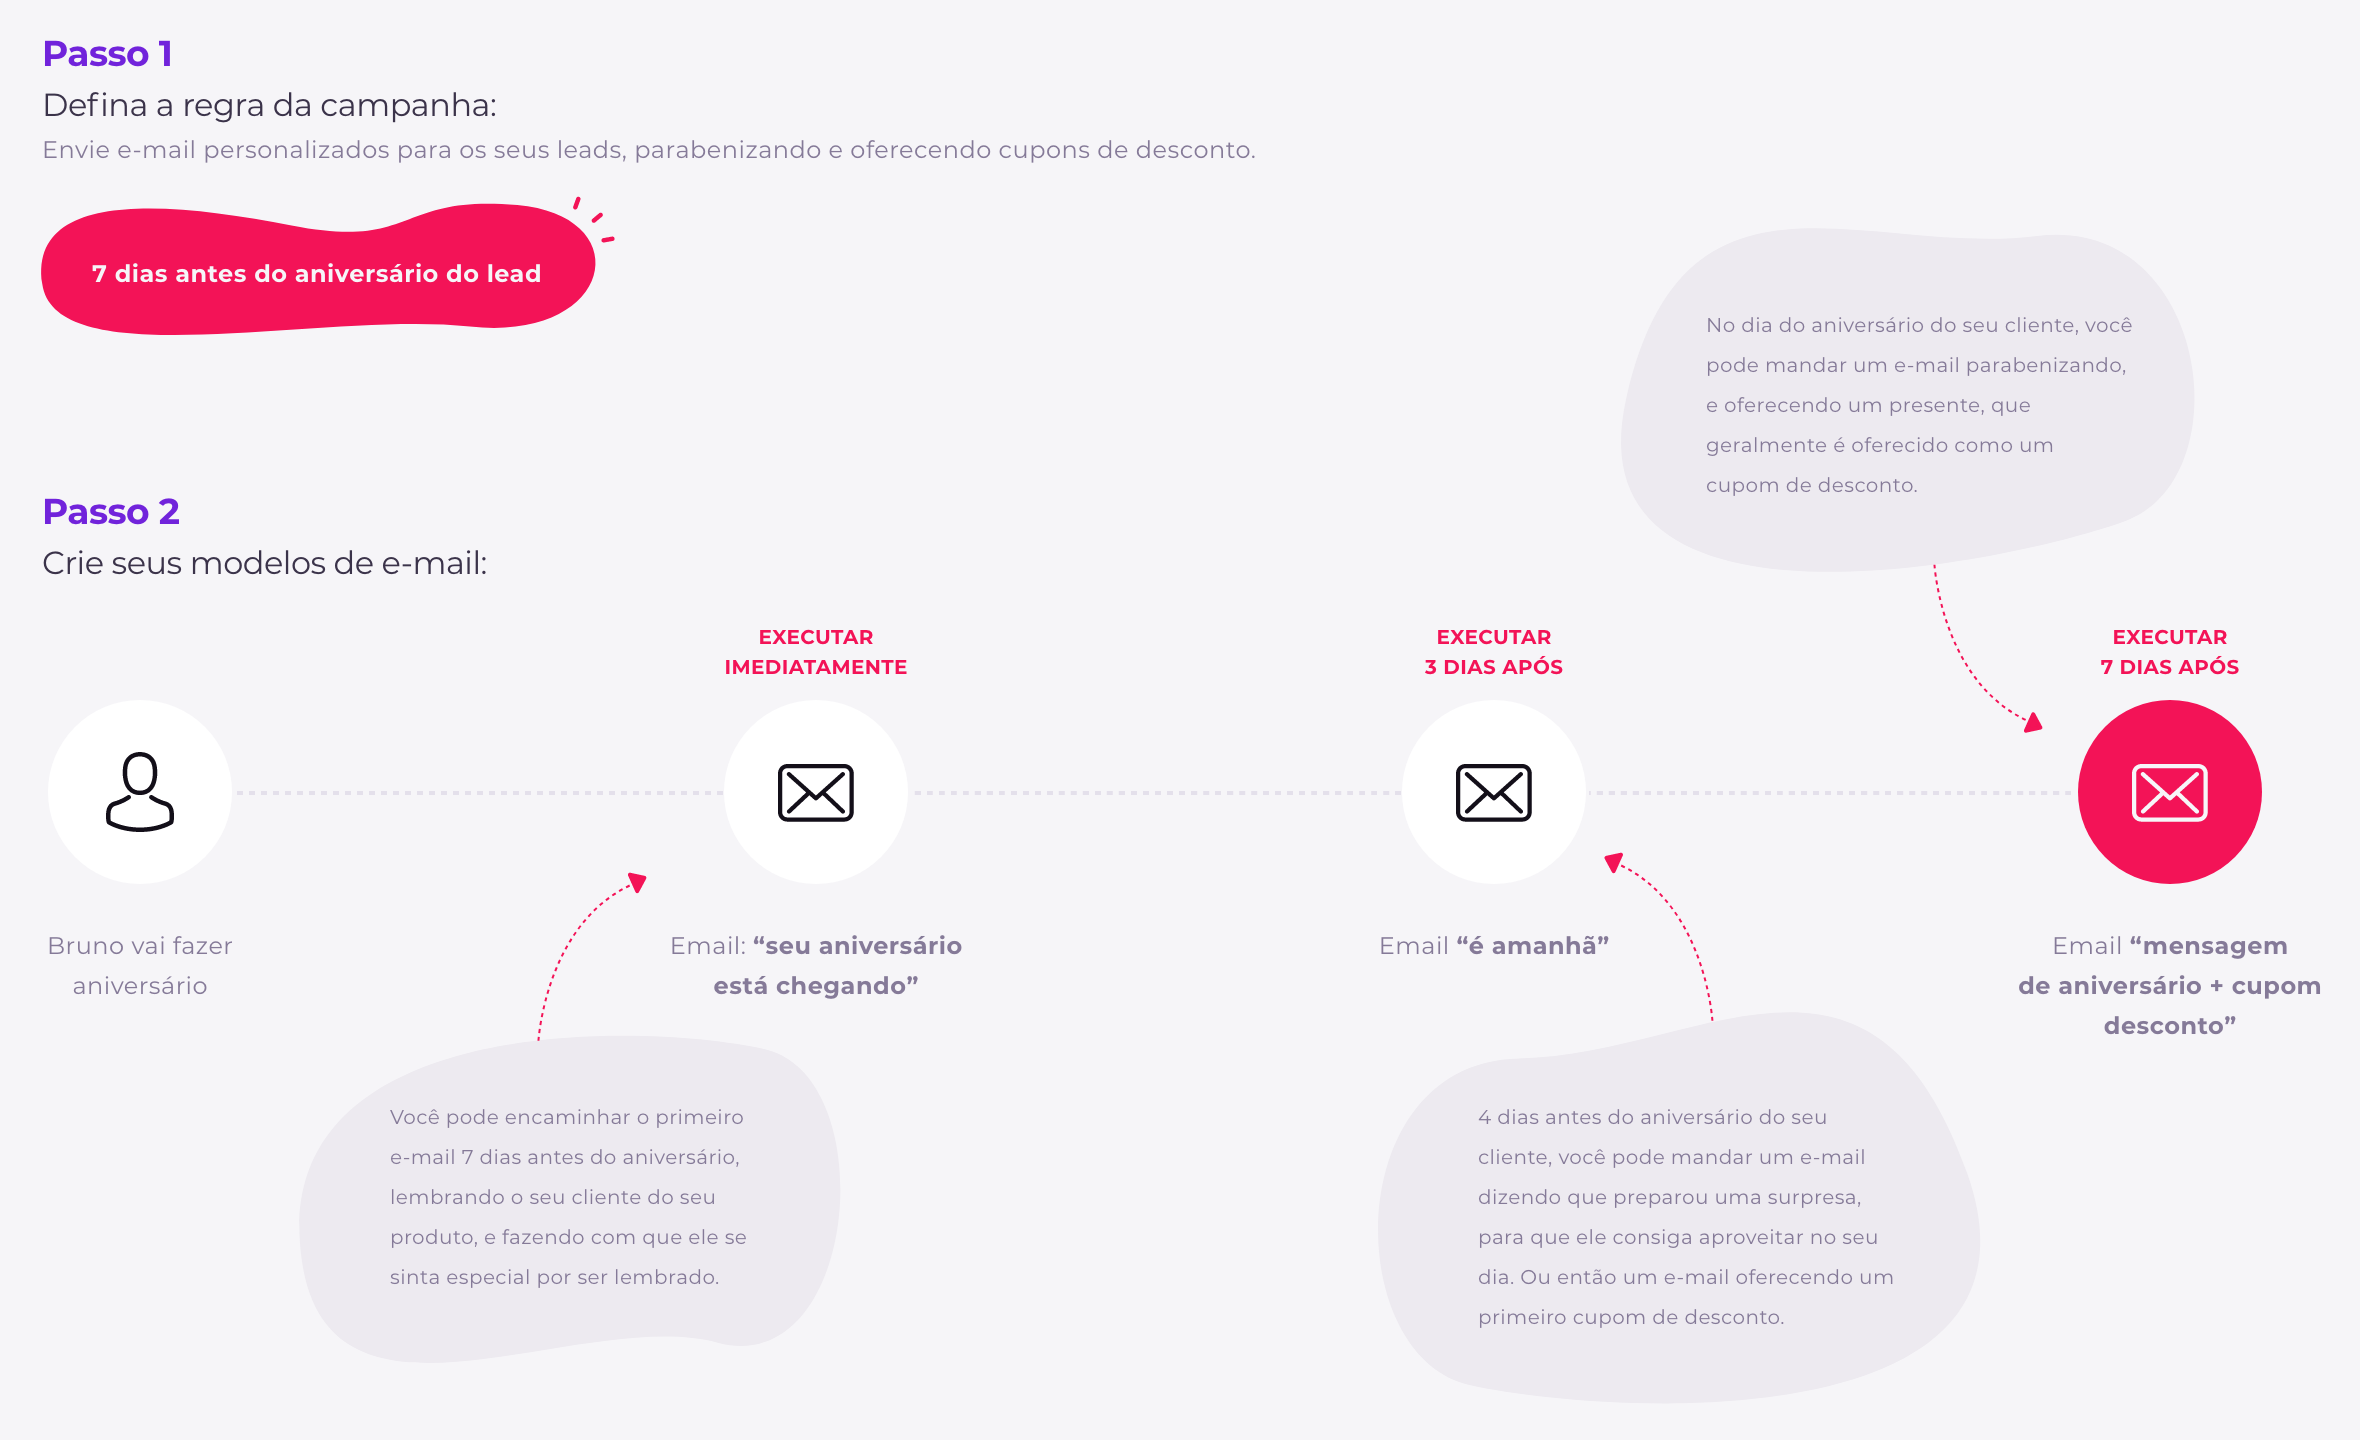 Passo 1
Defina a regra da campanha:
Envie e-mail personalizados para os seus leads, parabenizando e oferecendo cupons de desconto.
7 dias antes do aniversário do lead
No dia do aniversário do seu cliente, você
pode mandar um e-mail parabenizando,
e oferecendo um presente, que
geralmente é oferecido como um
cupom de desconto.
Passo 2
Crie seus modelos de e-mail:
EXECUTAR
IMEDIATAMENTE
EXECUTAR
3 DIAS APÓS
EXECUTAR
7 DIAS APÓS
Bruno vai fazer
aniversário
Email: “seu aniversário
está chegando”
Email “é amanhã”
Email “mensagem
de aniversário + cupom
desconto”
Você pode encaminhar o primeiro
e-mail 7 dias antes do aniversário,
lembrando o seu cliente do seu
produto, e fazendo com que ele se
sinta especial por ser lembrado.
4 dias antes do aniversário do seu
cliente, você pode mandar um e-mail
dizendo que preparou uma surpresa,
para que ele consiga aproveitar no seu
dia. Ou então um e-mail oferecendo um
primeiro cupom de desconto.